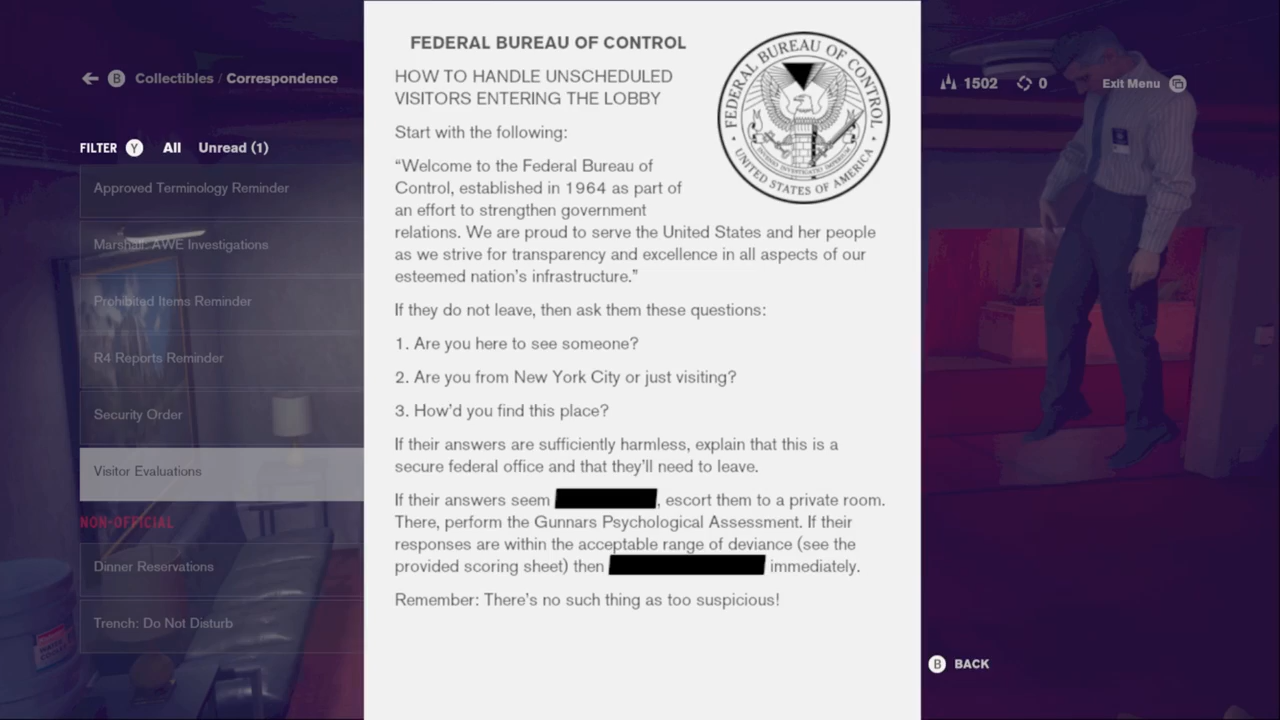 B Collectibles / Correspondence
FILTER Y All Unread (1)
Approved Terminology Reminder
Marshall: AWE Investigations
Prohibited Items Reminder
R4 Reports Reminder
Security Order
Visitor Evaluations
NON-OFFICIAL
Dinner Reservations
Trench: Do Not Disturb
FEDERAL BUREAU OF CONTROL
HOW TO HANDLE UNSCHEDULED
VISITORS ENTERING THE LOBBY
Start with the following:
“Welcome to the Federal Bureau of
Control, established in 1964 as part of
an effort to strengthen government
relations. We are proud to serve the United States and her people
as we strive for transparency and excellence in all aspects of our
esteemed nation’s infrastructure.”
If they do not leave, then ask them these questions:
1. Are you here to see someone?
2. Are you from New York City or just visiting?
3. How’d you find this place?
If their answers are sufficiently harmless, explain that this is a
secure federal office and that they’ll need to leave.
If their answers seem , escort them to a private room.
There, perform the Gunnars Psychological Assessment. If their
responses are within the acceptable range of deviance (see the
provided scoring sheet) then immediately.
Remember: There’s no such thing as too suspicious!
FEDERAL BUREAU OF CONTROL
UNITED STATES OF AMERICA
1502 0 Exit Menu
B BACK